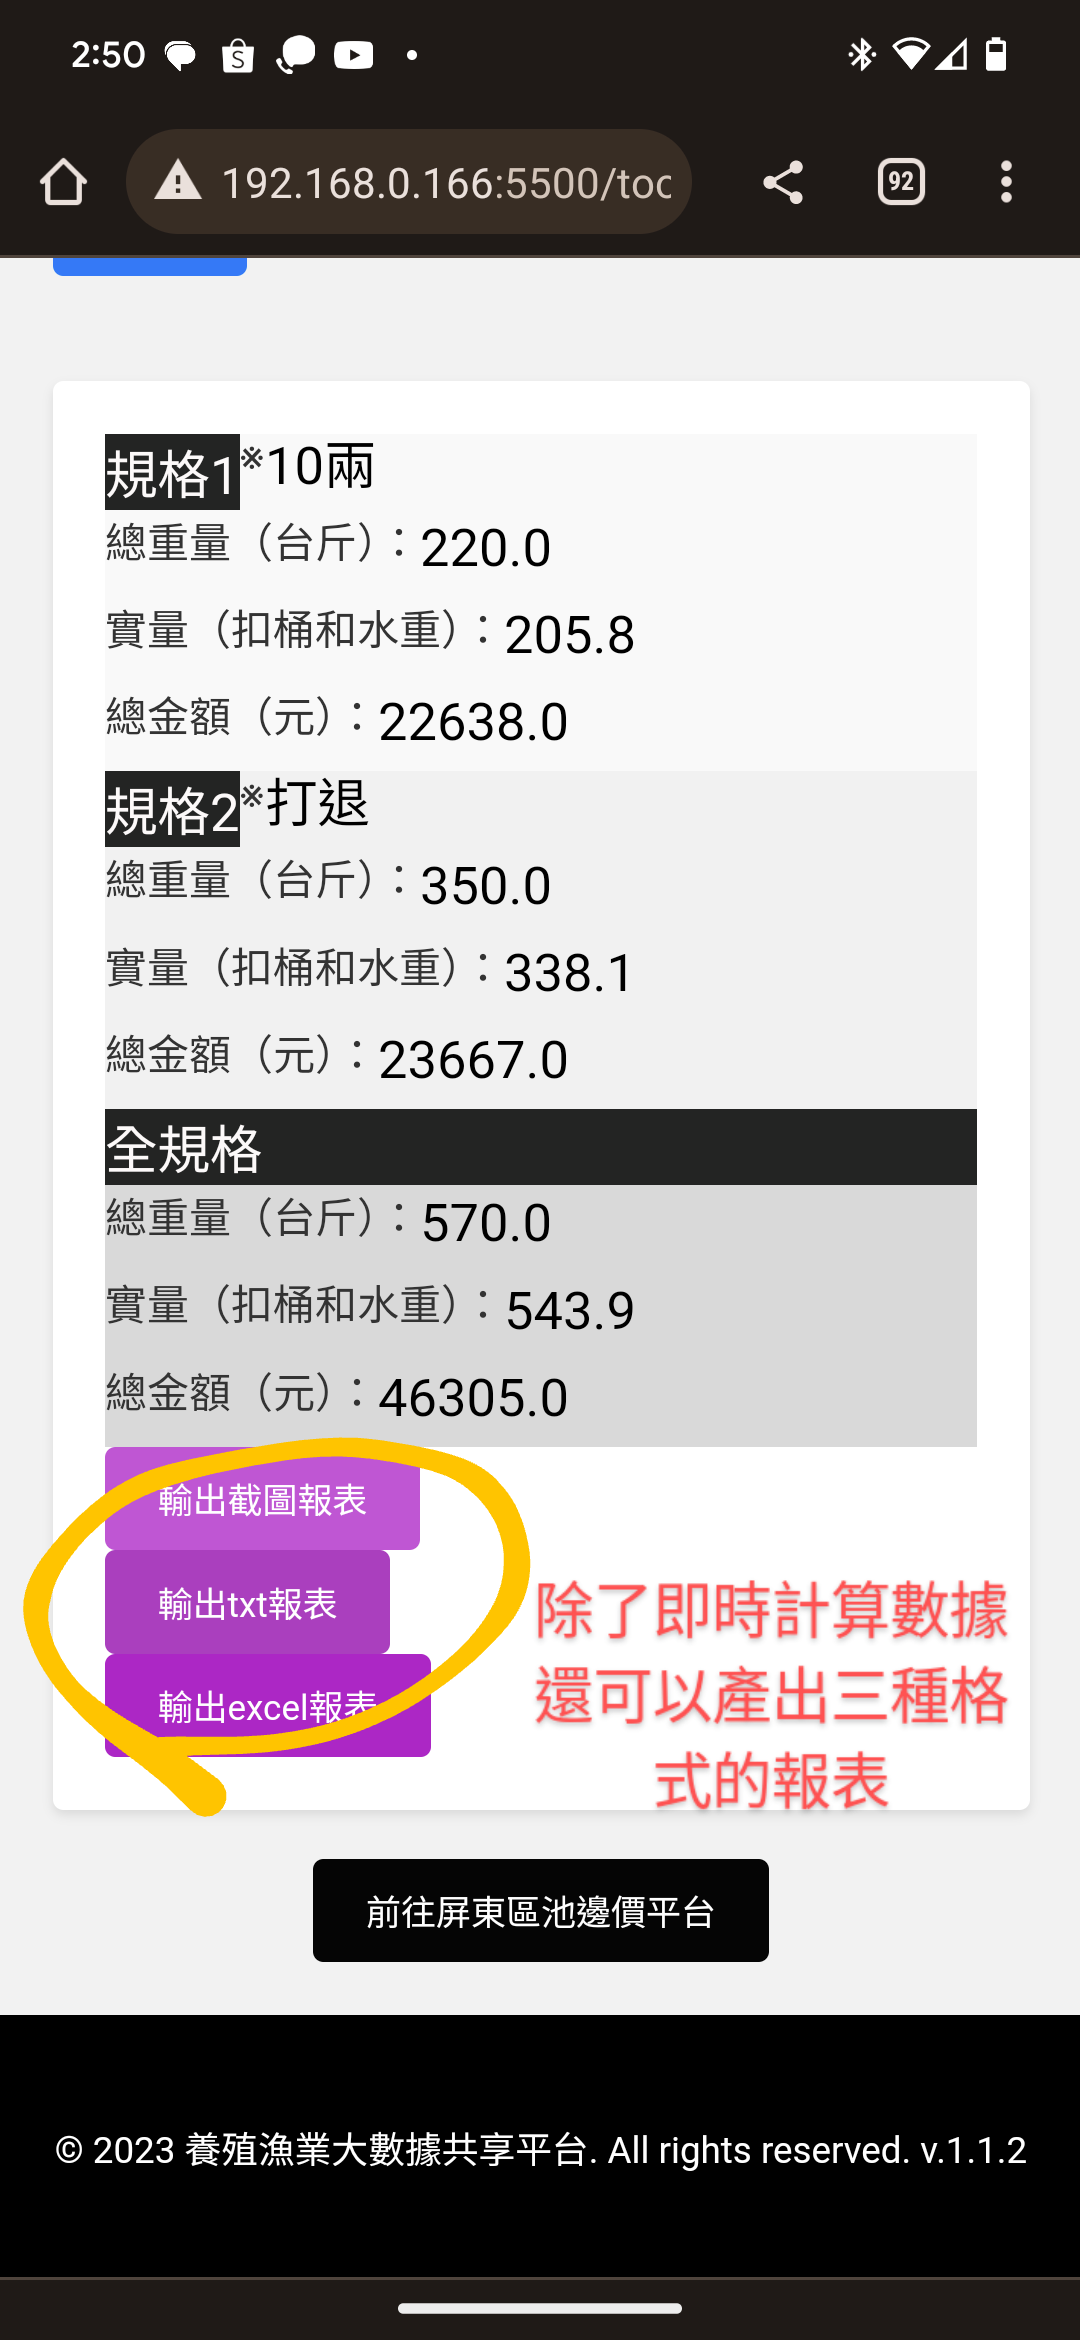 2:50
192.168.0.166:5500/too
92
規格1※10兩
總重量（台斤）：220.0
實量（扣桶和水重）：205.8
總金額（元）：22638.0
規格2※打退
總重量（台斤）：350.0
實量（扣桶和水重）：338.1
總金額（元）：23667.0
全規格
總重量（台斤）：570.0
實量（扣桶和水重）：543.9
總金額（元）：46305.0
輸出截圖報表
輸出txt報表
輸出excel報表
除了即時計算數據
還可以產出三種格
式的報表
前往屏東區池邊價平台
© 2023 養殖漁業大數據共享平台. All rights reserved. v.1.1.2